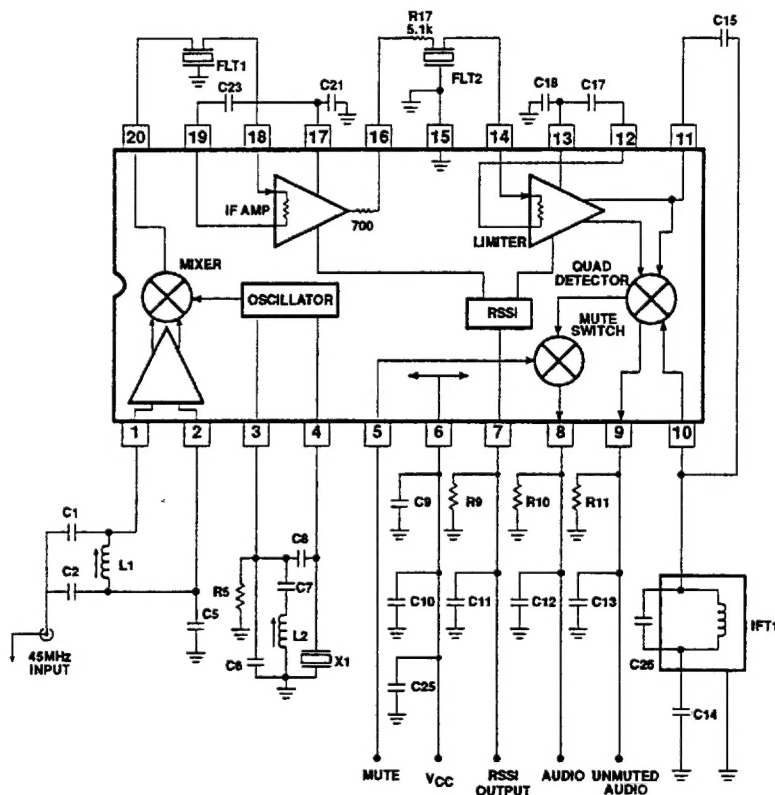 R17
5.1k
C15
FLT1
FLT2
C23
C21
C18
C17
20
19
18
17
16
15
14
13
12
11
IF AMP
700
LIMITER
MIXER
OSCILLATOR
QUAD
DETECTOR
RSSI
MUTE
SWITCH
1
2
3
4
5
6
7
8
9
10
C1
C2
L1
C5
45MHz
INPUT
R5
C6
C8
C7
L2
X1
C9
R9
R10
R11
C10
C11
C12
C13
C25
C26
IFT1
C14
MUTE
VCC
RSSI
OUTPUT
AUDIO
UNMUTED
AUDIO